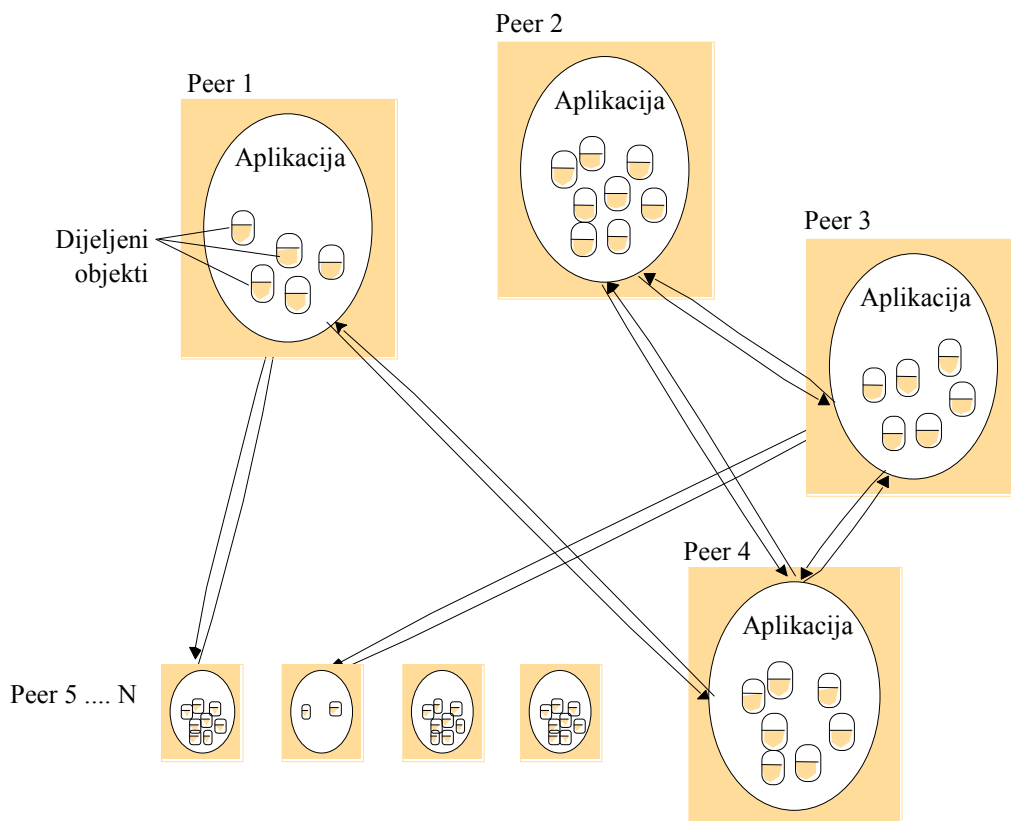 Peer 2
Peer 1
Aplikacija
Aplikacija
Peer 3
Dijeljeni
objekti
Aplikacija
Peer 4
Aplikacija
Peer 5 .... N